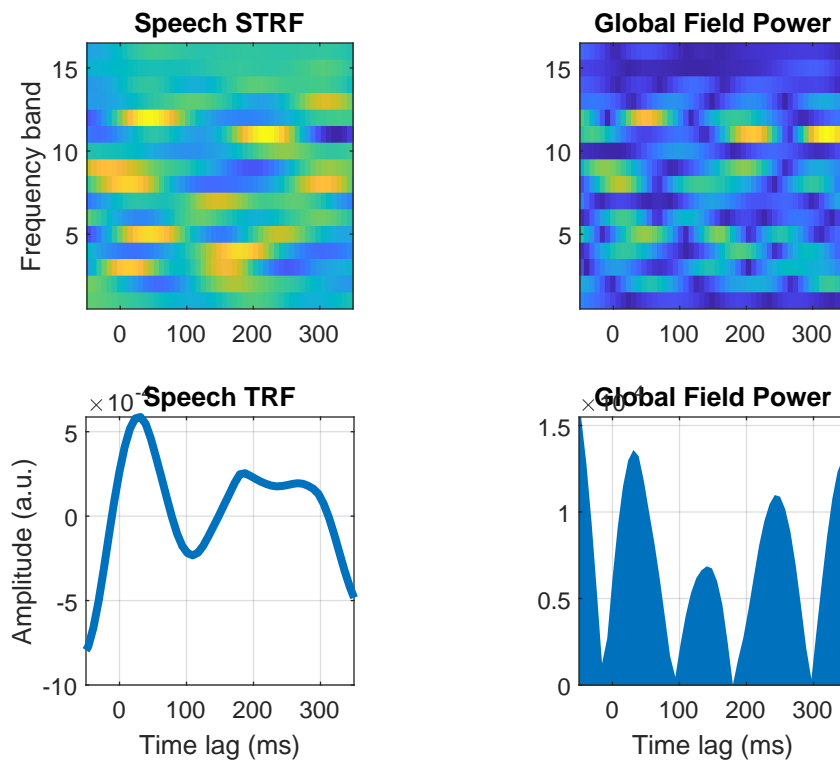 Speech STRF
Global Field Power
Frequency band
15
10
5
0 100 200 300
15
10
5
0 100 200 300
× 10⁻⁴
Speech TRF
Global Field Power
Amplitude (a.u.)
5
0
-5
-10
0 100 200 300
Time lag (ms)
1.5
1
0.5
0
0 100 200 300
Time lag (ms)